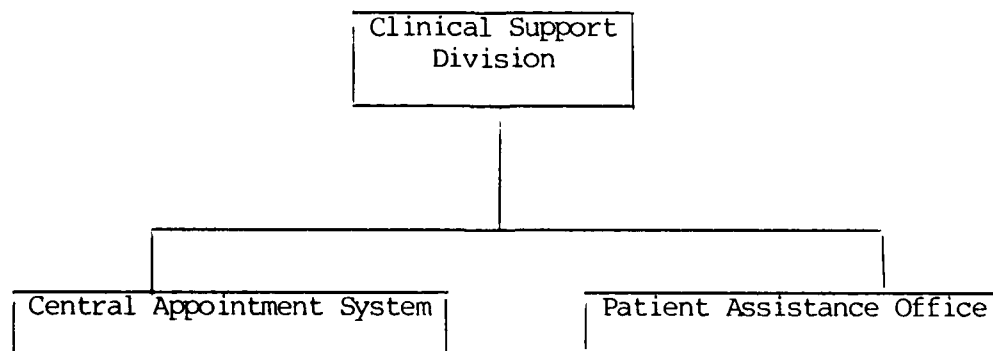 Clinical Support
Division
Central Appointment System
Patient Assistance Office